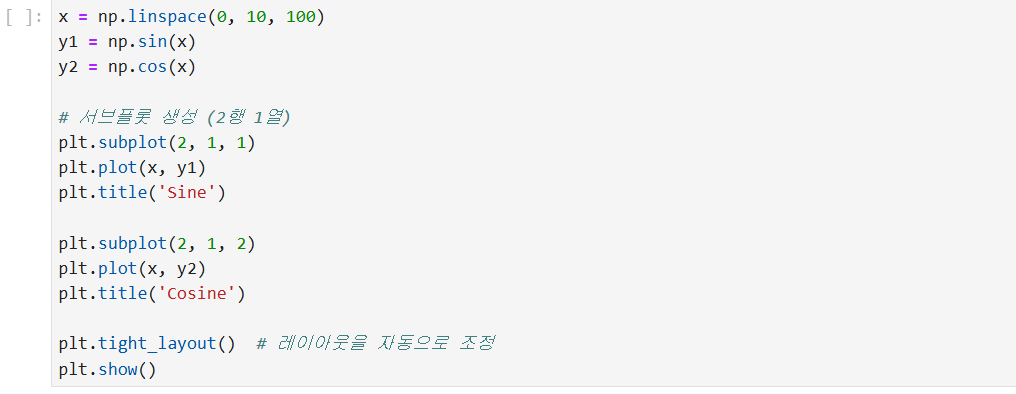 [ ]: x = np.linspace(0, 10, 100)
y1 = np.sin(x)
y2 = np.cos(x)
# 서브플롯 생성 (2행 1열)
plt.subplot(2, 1, 1)
plt.plot(x, y1)
plt.title('Sine')
plt.subplot(2, 1, 2)
plt.plot(x, y2)
plt.title('Cosine')
plt.tight_layout()  # 레이아웃을 자동으로 조정
plt.show()